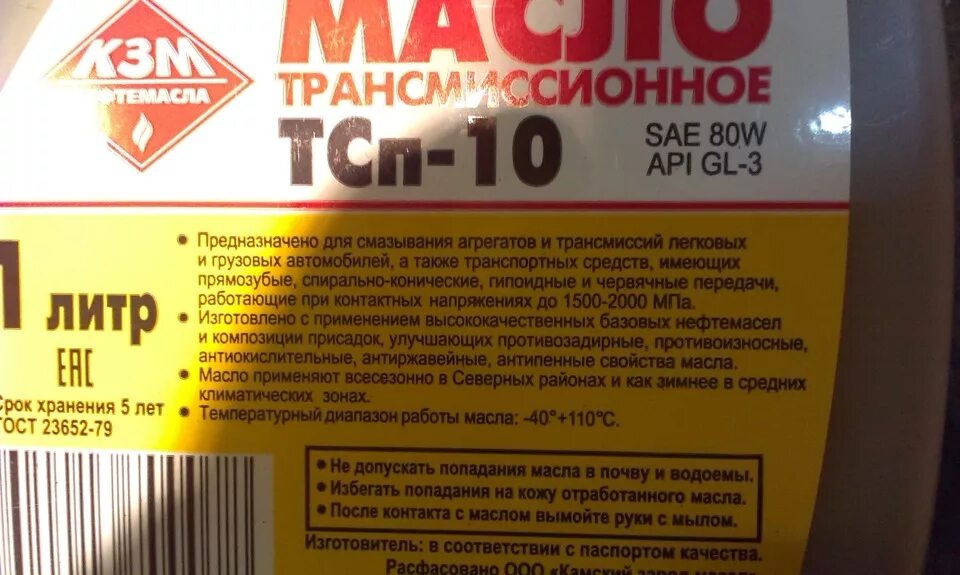 МАСЛО
КЗМ
ТРАНСМИССИОННОЕ
ТСп-10
SAE 80W
API GL-3
• Предназначено для смазывания агрегатов и трансмиссий легковых
и грузовых автомобилей, а также транспортных средств, имеющих
прямозубые, спирально-конические, гипоидные и червячные передачи,
работающие при контактных напряжениях до 1500-2000 МПа.
• Изготовлено с применением высококачественных базовых нефтемасел
и композиции присадок, улучшающих противозадирные, противоизносные,
антиокислительные, антиржавейные, антипенные свойства масла.
• Масло применяют всесезонно в Северных районах и как зимнее в средних
климатических зонах.
• Температурный диапазон работы масла: -40°+110°С.
1 литр
ЕАС
Срок хранения 5 лет
ГОСТ 23652-79
• Не допускать попадания масла в почву и водоемы.
• Избегать попадания на кожу отработанного масла.
• После контакта с маслом вымойте руки с мылом.
Изготовитель: в соответствии с паспортом качества.
Расфасовано ООО "Камский завод масел"